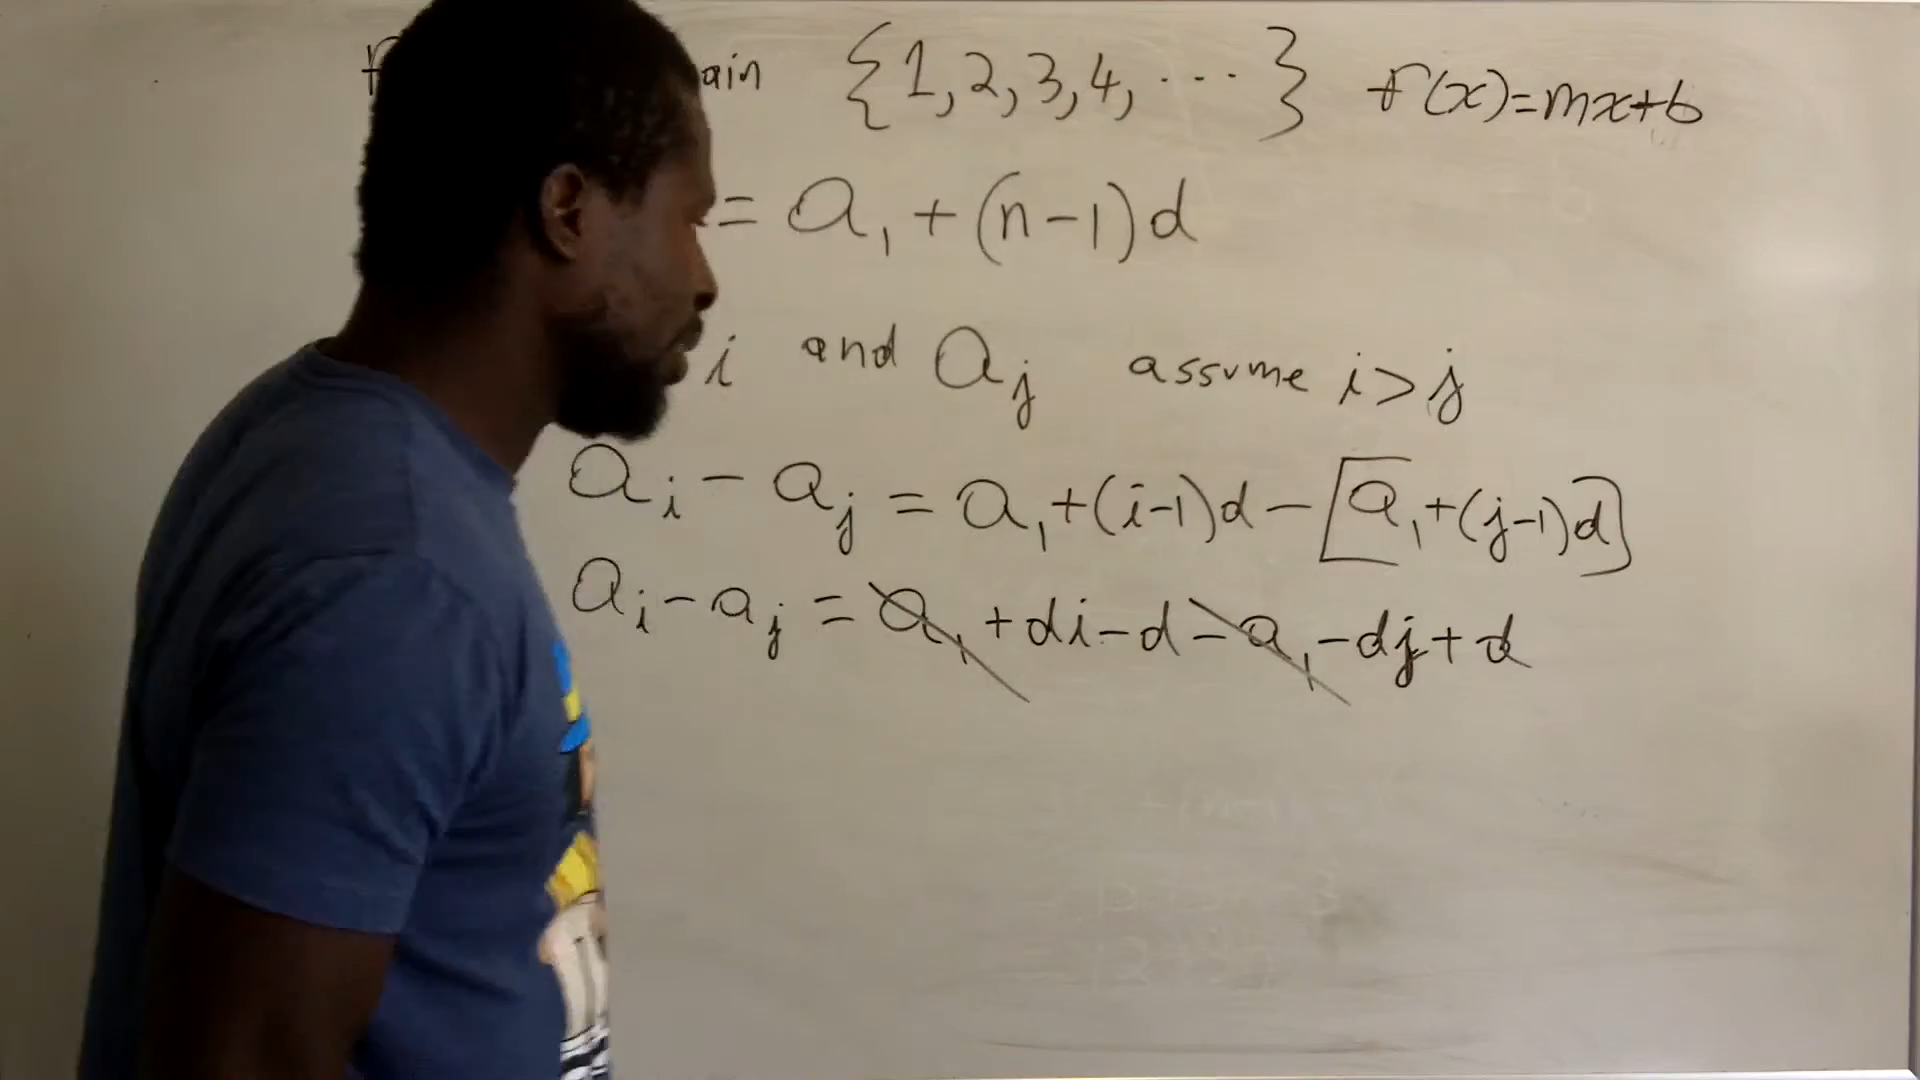 {1,2,3,4, ...} f(x)=mx+b
= a₁ + (n-1)d
i and aⱼ assume i>j
aᵢ - aⱼ = a₁+(i-1)d - [a₁+(j-1)d]
aᵢ - aⱼ = a₁ + di - d - a₁ - dj + d